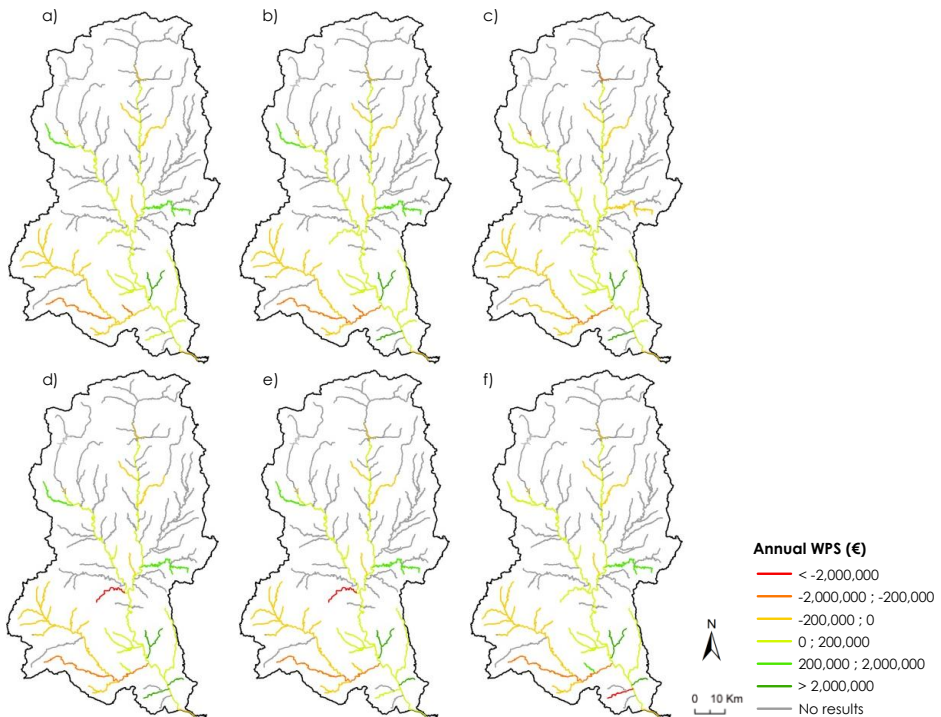 a)
b)
c)
d)
e)
f)
Annual WPS (€)
< -2,000,000
-2,000,000 ; -200,000
-200,000 ; 0
0 ; 200,000
200,000 ; 2,000,000
> 2,000,000
No results
N
0 10 Km